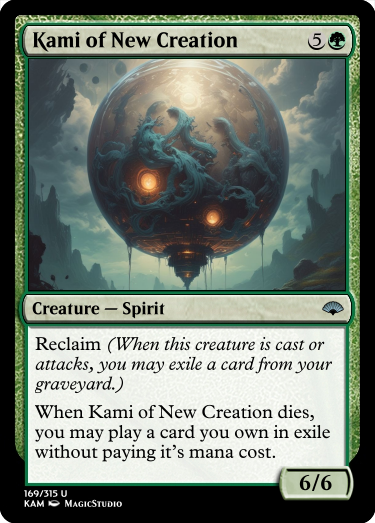 Kami of New Creation 5
Creature — Spirit
Reclaim (When this creature is cast or
attacks, you may exile a card from your
graveyard.)
When Kami of New Creation dies,
you may play a card you own in exile
without paying it's mana cost.
6/6
169/315 U
KAM MagicStudio